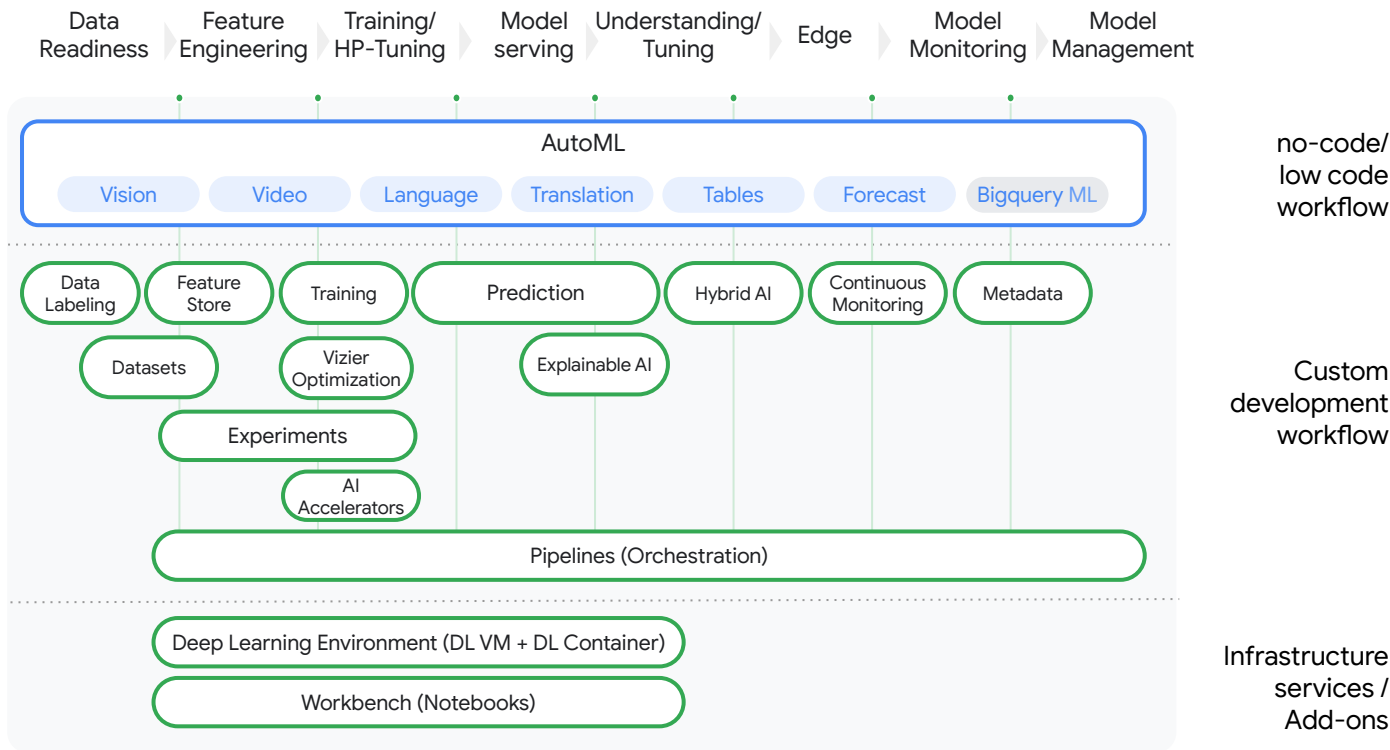 Data
Readiness
Feature
Engineering
Training/
HP-Tuning
Model
serving
Understanding/
Tuning
Edge
Model
Monitoring
Model
Management
AutoML
Vision
Video
Language
Translation
Tables
Forecast
Bigquery ML
no-code/
low code
workflow
Data
Labeling
Feature
Store
Training
Prediction
Hybrid AI
Continuous
Monitoring
Metadata
Datasets
Vizier
Optimization
Explainable AI
Experiments
AI
Accelerators
Pipelines (Orchestration)
Custom
development
workflow
Deep Learning Environment (DL VM + DL Container)
Workbench (Notebooks)
Infrastructure
services /
Add-ons